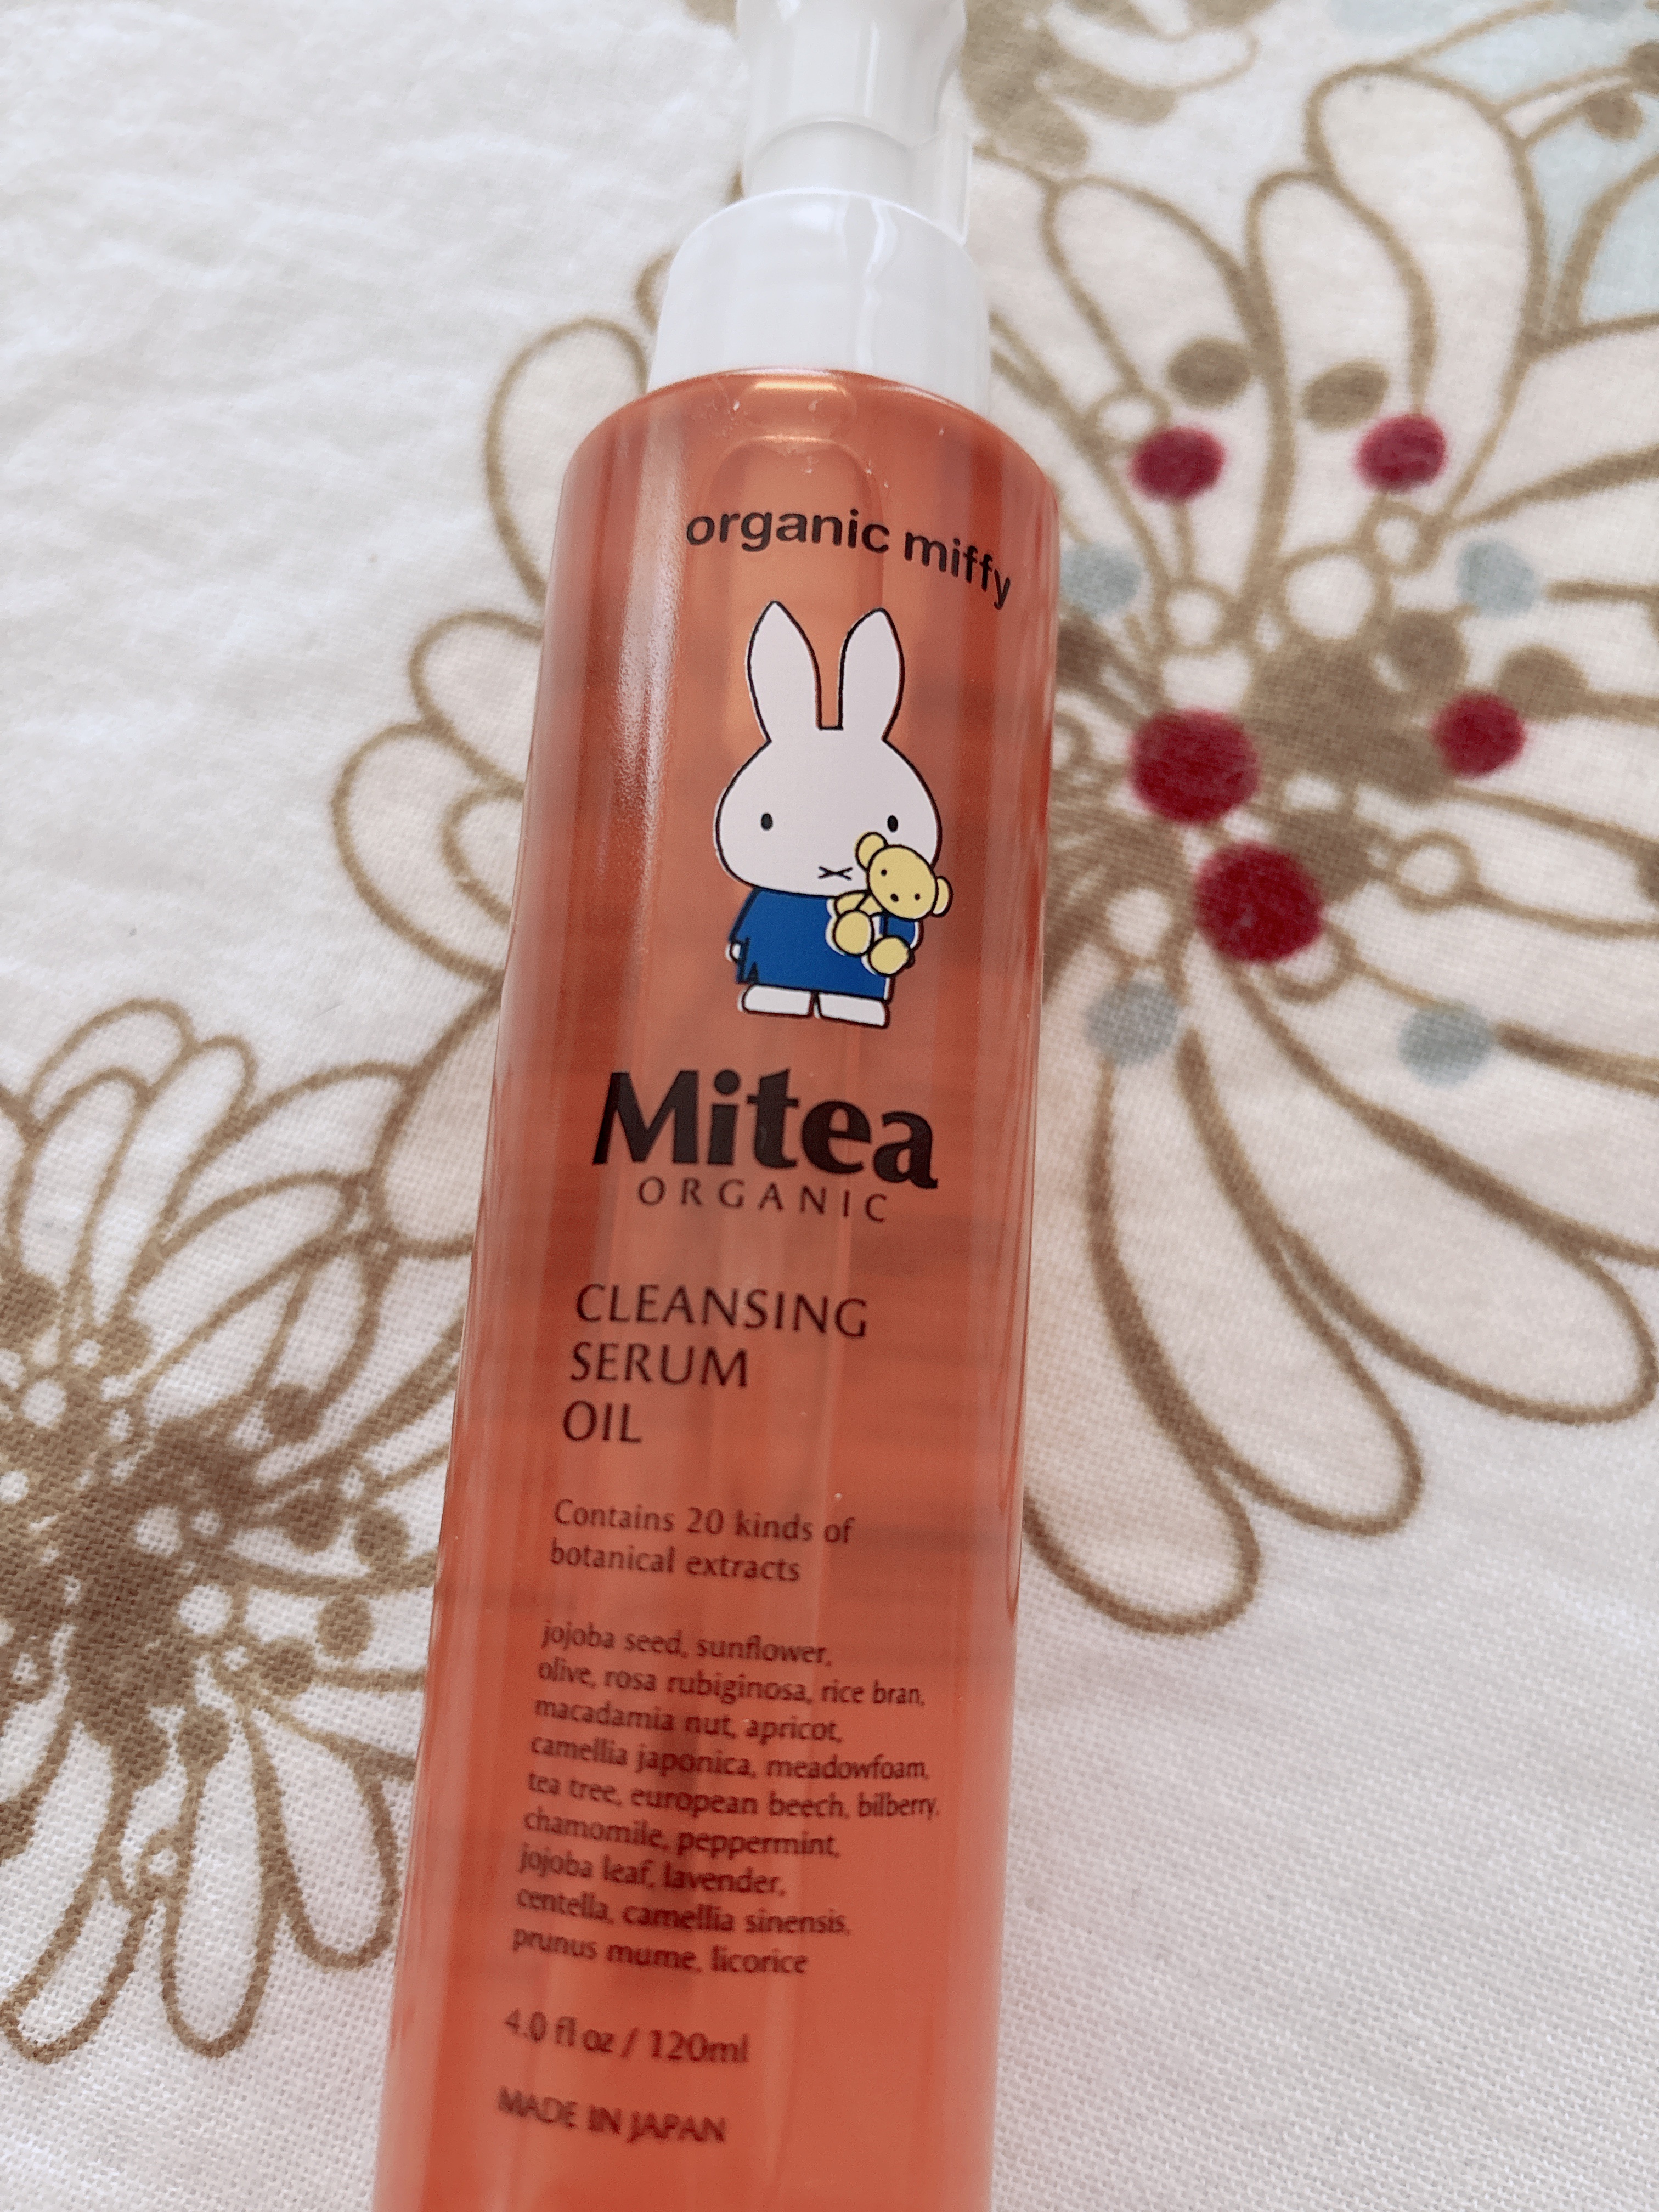 organic miffy
Mitea
ORGANIC
CLEANSING
SERUM
OIL
Contains 20 kinds of
botanical extracts
jojoba seed, sunflower,
olive, rosa rubiginosa, rice bran,
macadamia nut, apricot,
camellia japonica, meadowfoam,
tea tree, european beech, bilberry,
chamomile, peppermint,
jojoba leaf, lavender,
centella, camellia sinensis,
prunus mume, licorice
4.0 fl oz / 120ml
MADE IN JAPAN